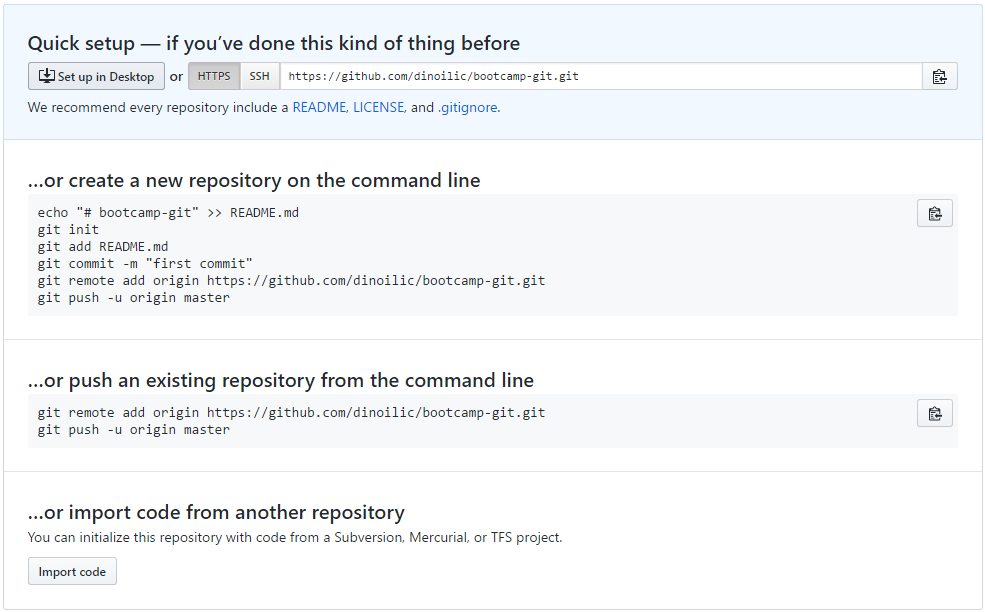 Quick setup — if you’ve done this kind of thing before
Set up in Desktop or HTTPS SSH https://github.com/dinoilic/bootcamp-git.git
We recommend every repository include a README, LICENSE, and .gitignore.
…or create a new repository on the command line
echo "# bootcamp-git" >> README.md
git init
git add README.md
git commit -m "first commit"
git remote add origin https://github.com/dinoilic/bootcamp-git.git
git push -u origin master
…or push an existing repository from the command line
git remote add origin https://github.com/dinoilic/bootcamp-git.git
git push -u origin master
…or import code from another repository
You can initialize this repository with code from a Subversion, Mercurial, or TFS project.
Import code